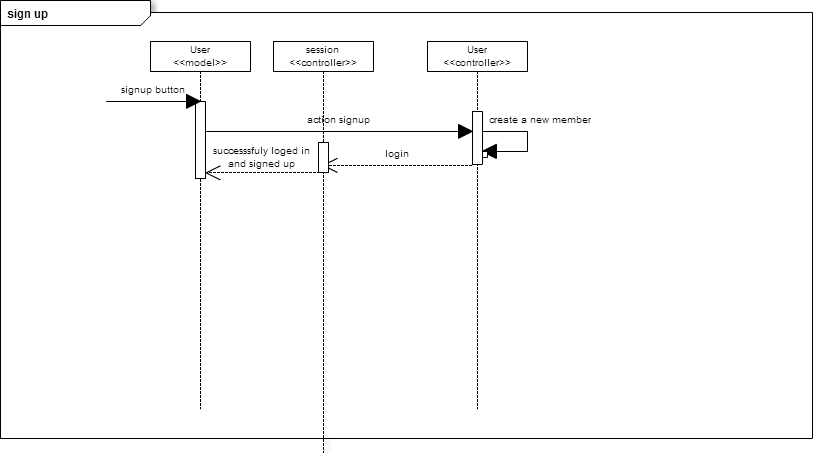 sign up
User
<<model>>
session
<<controller>>
User
<<controller>>
signup button
action signup
create a new member
successsfuly loged in
and signed up
login